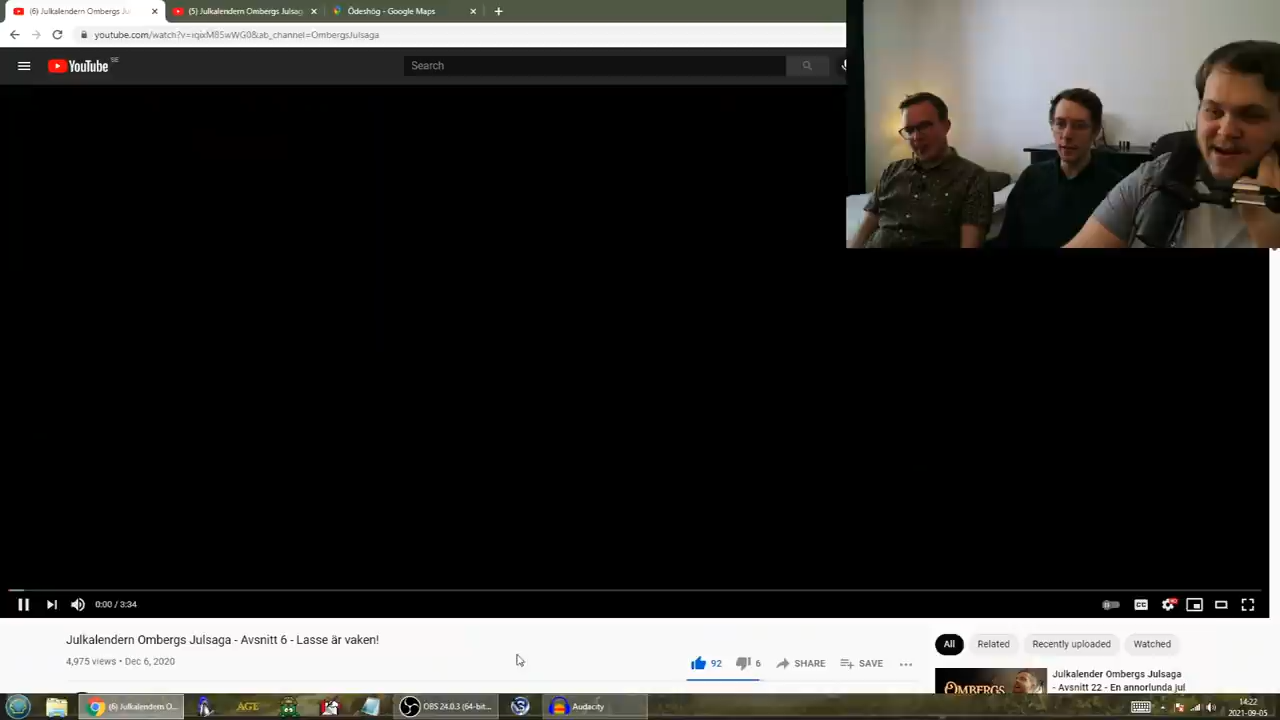 (6) Julkalendern Ombergs Ju
(5) Julkalendern Ombergs Julsag
Ödeshög - Google Maps
youtube.com/watch?v=iqixM85wWG0&ab_channel=OmbergsJulsaga
YouTube SE
Search
0:00 / 3:34
CC
HD
Julkalendern Ombergs Julsaga - Avsnitt 6 - Lasse är vaken!
4,975 views • Dec 6, 2020
92
6
SHARE
SAVE
All
Related
Recently uploaded
Watched
OMBERGS
Julkalender Ombergs Julsaga
- Avsnitt 22 - En annorlunda jul
(6) Julkalendern O...
AGE
OBS 24.0.3 (64-bit...
Audacity
14:22
2021-09-05